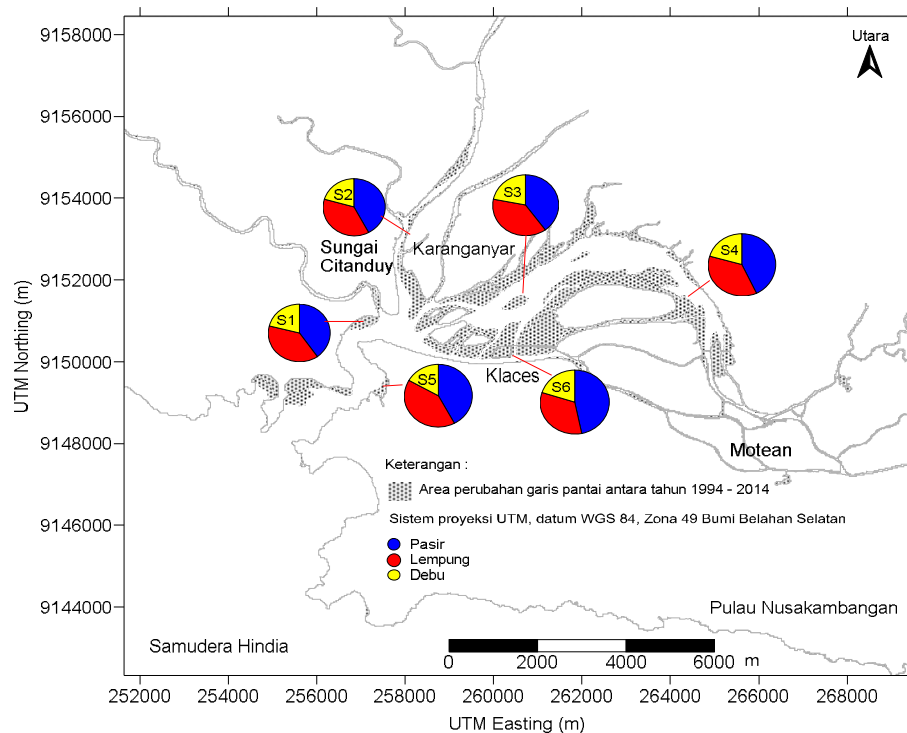 Utara
UTM Northing (m)
9158000
9156000
9154000
9152000
9150000
9148000
9146000
9144000
S2
S3
Sungai
Citanduy
Karanganyar
S4
S1
S5
Klaces
S6
Motean
Keterangan :
Area perubahan garis pantai antara tahun 1994 - 2014
Sistem proyeksi UTM, datum WGS 84, Zona 49 Bumi Belahan Selatan
Pasir
Lempung
Debu
Pulau Nusakambangan
Samudera Hindia
0 2000 4000 6000 m
252000 254000 256000 258000 260000 262000 264000 266000 268000
UTM Easting (m)